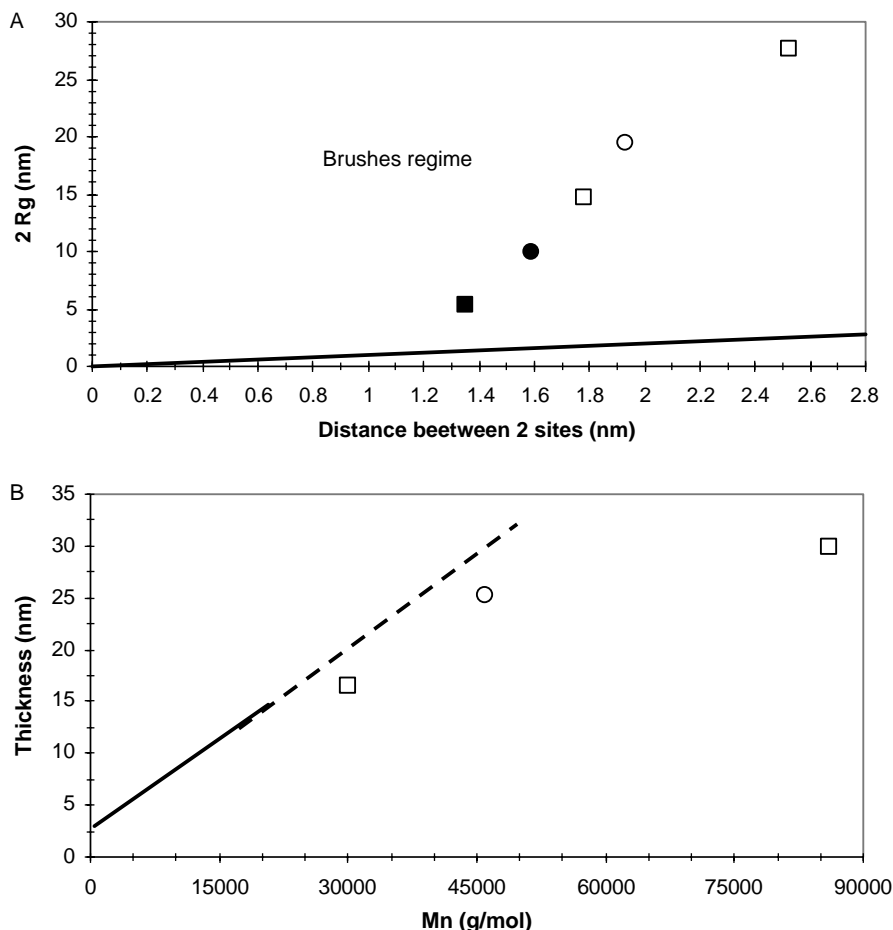 A
30
25
20
15
10
5
0
2 Rg (nm)
Brushes regime
0 0.2 0.4 0.6 0.8 1 1.2 1.4 1.6 1.8 2 2.2 2.4 2.6 2.8
Distance beetween 2 sites (nm)
B
35
30
25
20
15
10
5
0
Thickness (nm)
0 15000 30000 45000 60000 75000 90000
Mn (g/mol)